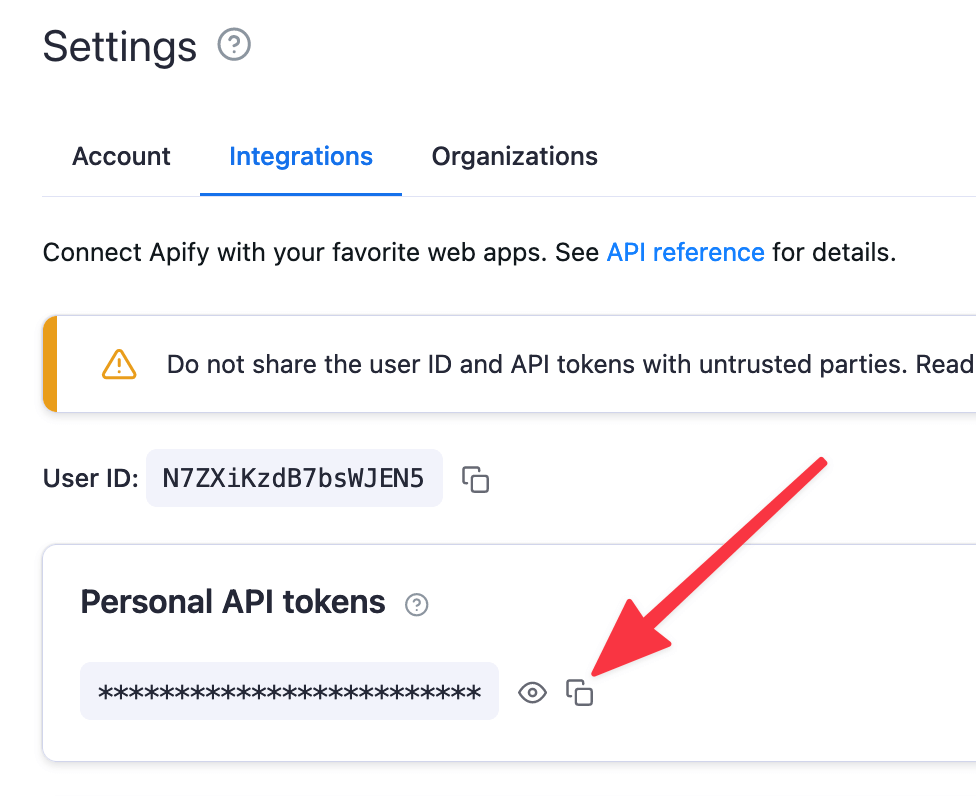 Settings ?
Account Integrations Organizations
Connect Apify with your favorite web apps. See API reference for details.
Do not share the user ID and API tokens with untrusted parties. Read
User ID: N7ZXiKzdB7bsWJEN5
Personal API tokens ?
*************************